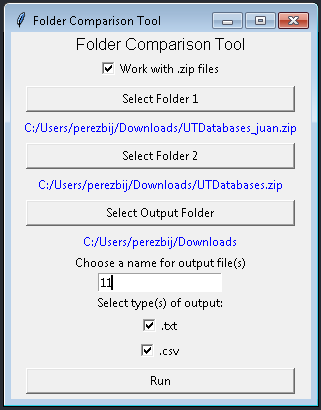 Folder Comparison Tool
Folder Comparison Tool
Work with .zip files
Select Folder 1
C:/Users/perezbij/Downloads/UTDatabases_juan.zip
Select Folder 2
C:/Users/perezbij/Downloads/UTDatabases.zip
Select Output Folder
C:/Users/perezbij/Downloads
Choose a name for output file(s)
11
Select type(s) of output:
.txt
.csv
Run